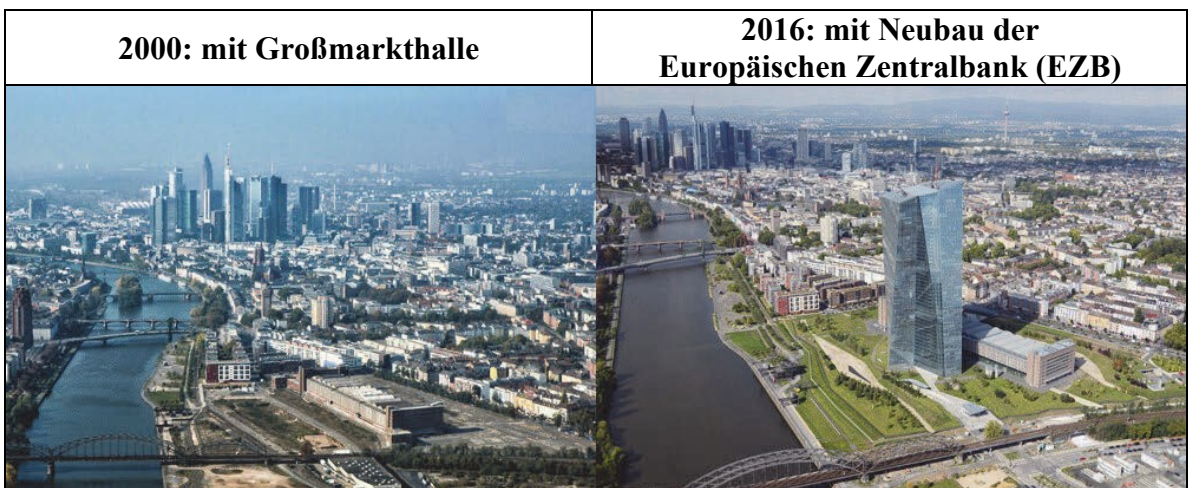 2000: mit Großmarkthalle
2016: mit Neubau der
Europäischen Zentralbank (EZB)